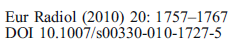 Eur Radiol (2010) 20: 1757–1767
DOI 10.1007/s00330-010-1727-5